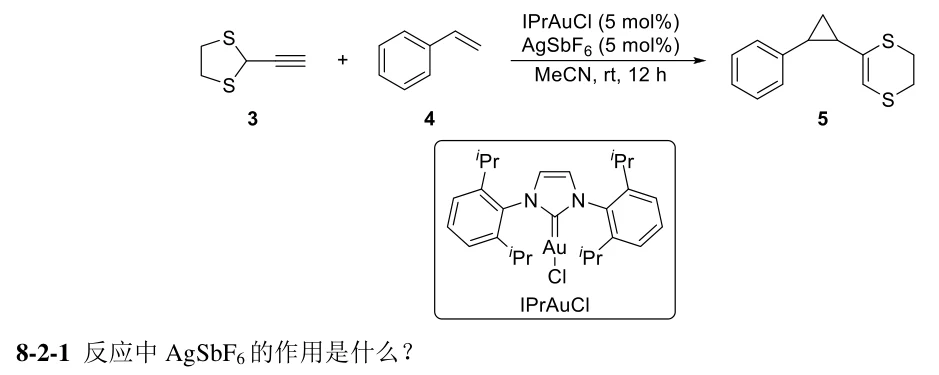 IPrAuCl (5 mol%)
AgSbF₆ (5 mol%)
MeCN, rt, 12 h
S
S
+
S
S
3
4
5
ⁱPr
ⁱPr
N
N
ⁱPr
Au
ⁱPr
Cl
IPrAuCl
8-2-1 反应中 AgSbF₆ 的作用是什么？